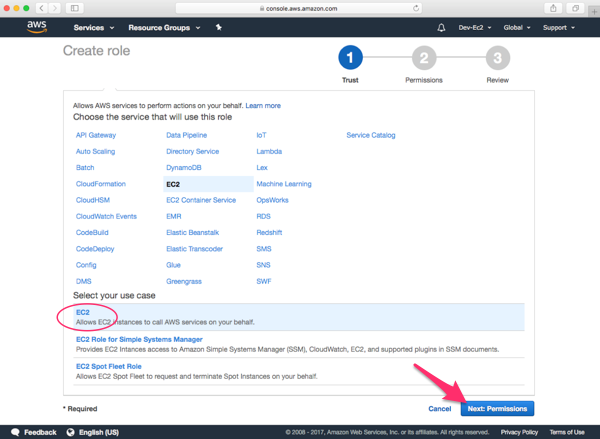 console.aws.amazon.com
aws
Services
Resource Groups
Dev-Ec2
Global
Support
Create role
1
2
3
Trust
Permissions
Review
Allows AWS services to perform actions on your behalf. Learn more
Choose the service that will use this role
API Gateway Data Pipeline IoT Service Catalog
Auto Scaling Directory Service Lambda
Batch DynamoDB Lex
CloudFormation EC2 Machine Learning
CloudHSM EC2 Container Service OpsWorks
CloudWatch Events EMR RDS
CodeBuild Elastic Beanstalk Redshift
CodeDeploy Elastic Transcoder SMS
Config Glue SNS
DMS Greengrass SWF
Select your use case
EC2
Allows EC2 Instances to call AWS services on your behalf.
EC2 Role for Simple Systems Manager
Provides EC2 Intances access to Amazon Simple Systems Manager (SSM), CloudWatch, EC2, and supported plugins in SSM documents.
EC2 Spot Fleet Role
Allows EC2 Spot Fleet to request and terminate Spot Instances on your behalf.
* Required
Cancel
Next: Permissions
Feedback
English (US)
© 2008 - 2017, Amazon Web Services, Inc. or its affiliates. All rights reserved.
Privacy Policy
Terms of Use